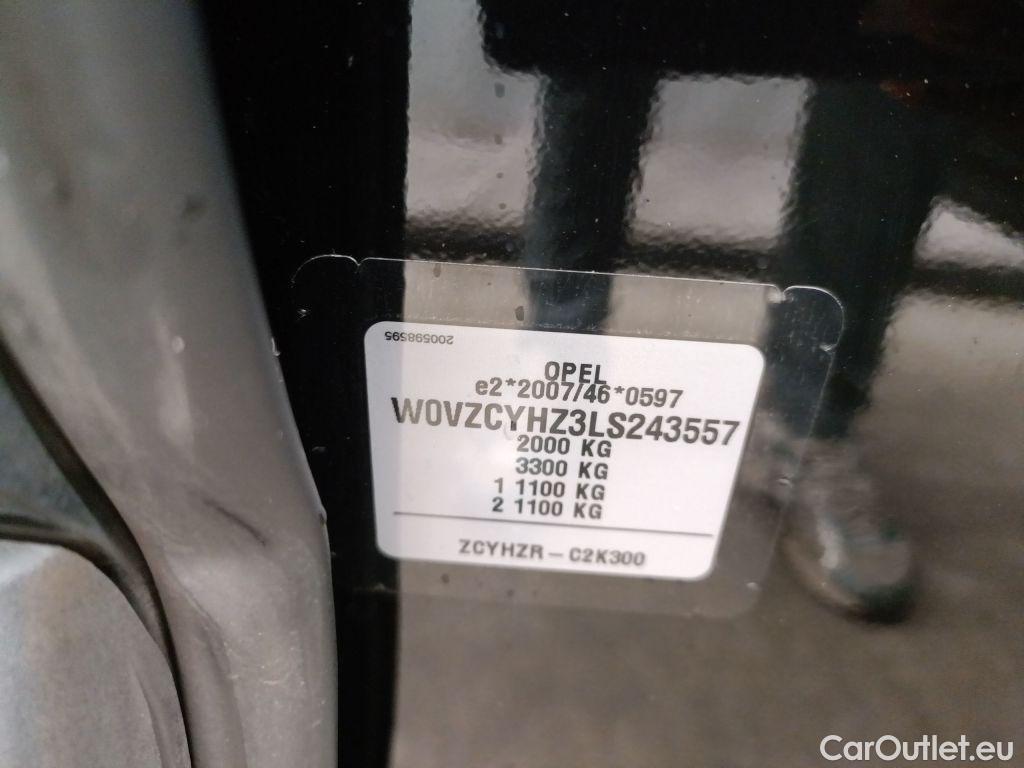 200598595
OPEL
e2*2007/46*0597
W0VZCYHZ3LS243557
2000 KG
3300 KG
1 1100 KG
2 1100 KG
ZCYHZR – C2K300
CarOutlet.eu